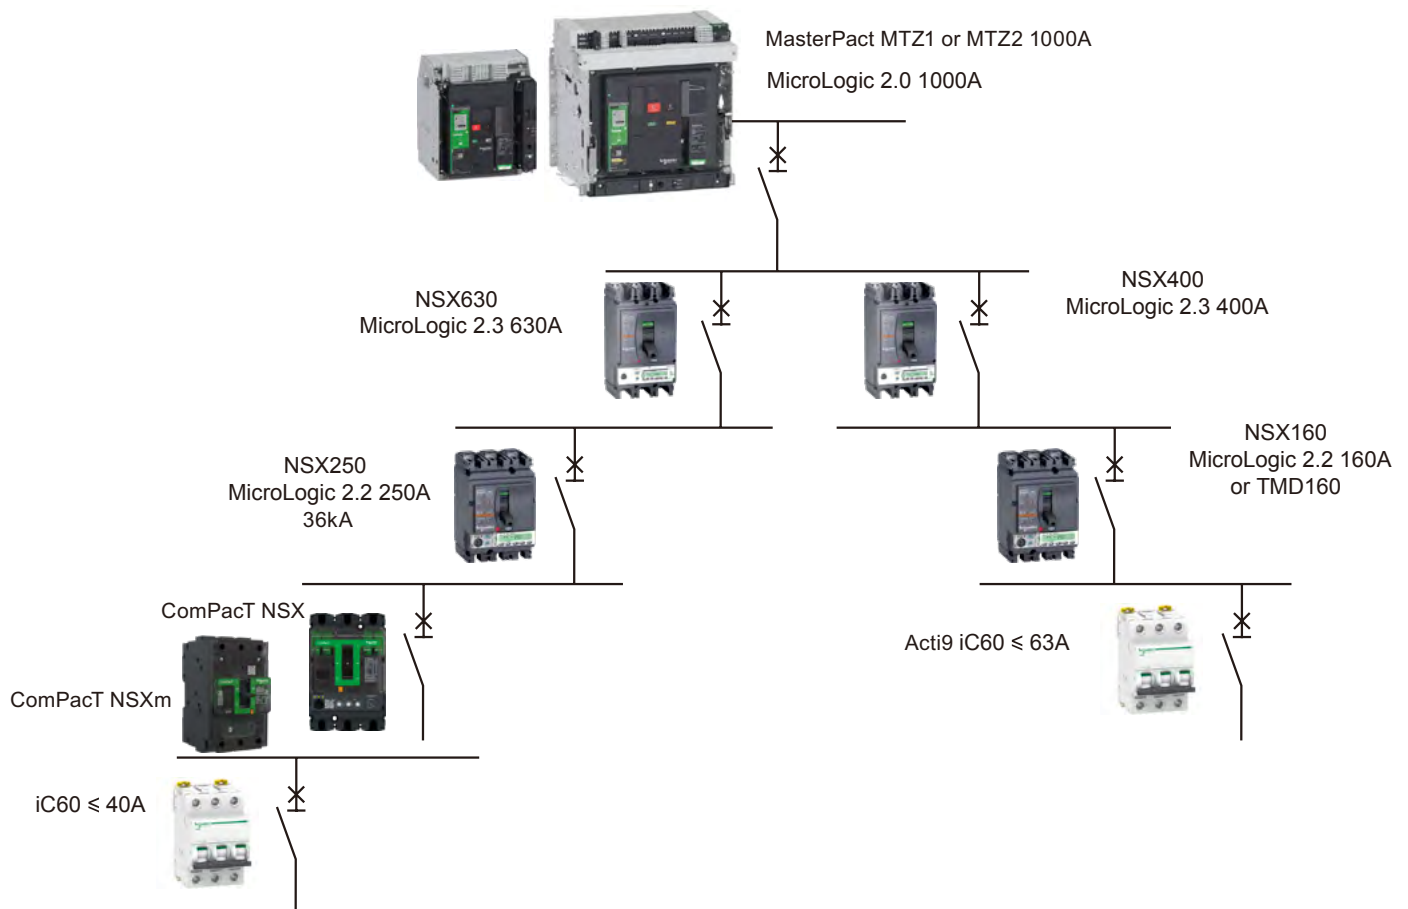 MasterPact MTZ1 or MTZ2 1000A
MicroLogic 2.0 1000A
NSX630
MicroLogic 2.3 630A
NSX400
MicroLogic 2.3 400A
NSX250
MicroLogic 2.2 250A
36kA
NSX160
MicroLogic 2.2 160A
or TMD160
ComPacT NSX
ComPacT NSXm
Acti9 iC60 ⩽ 63A
iC60 ⩽ 40A